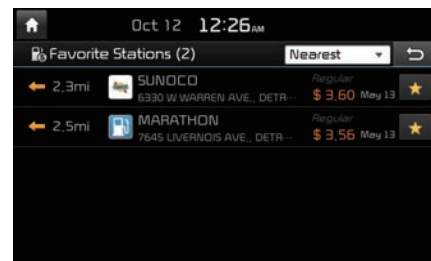 Oct 12 12:26AM
Favorite Stations (2) Nearest
2.3mi SUNOCO Regular
6330 W WARREN AVE., DETR... $ 3.60 May 13
2.5mi MARATHON Regular
7645 LIVERNOIS AVE., DETR... $ 3.56 May 13